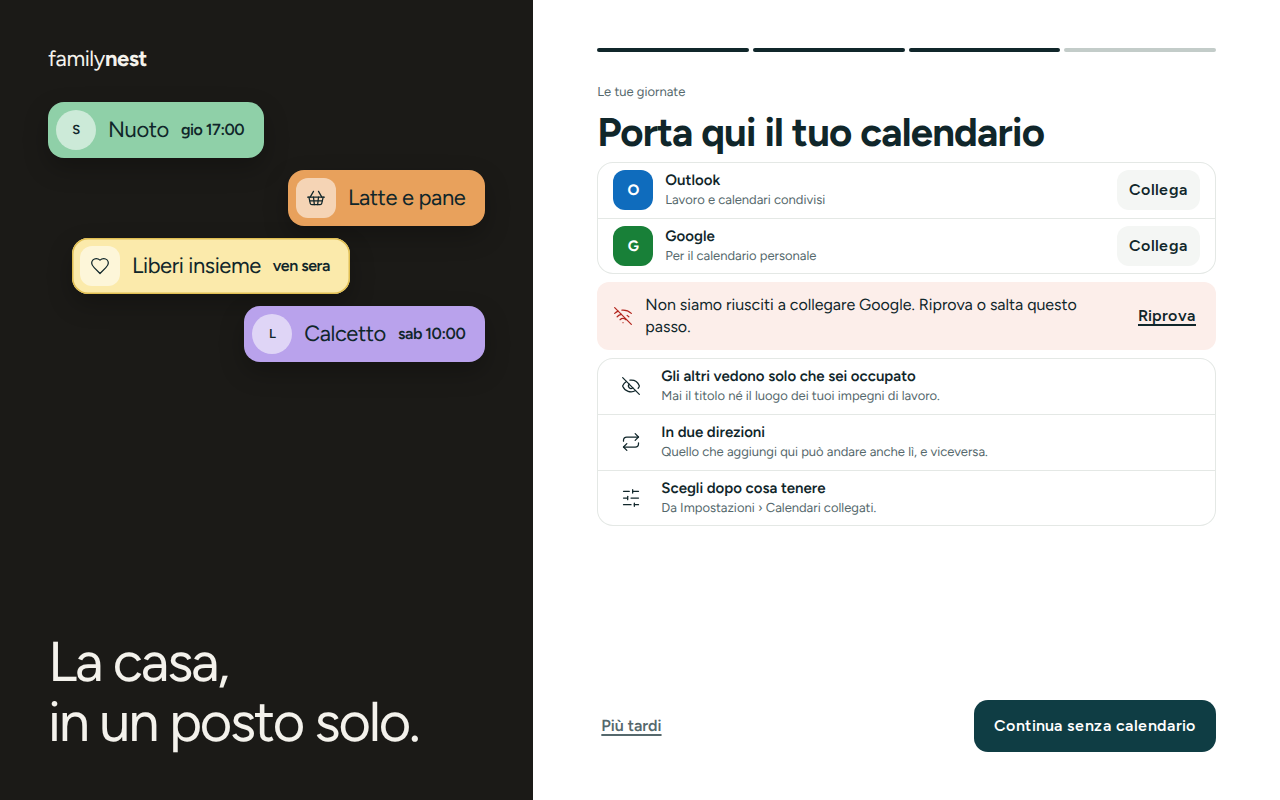 familynest
S Nuoto gio 17:00
Latte e pane
Liberi insieme ven sera
L Calcetto sab 10:00
La casa,
in un posto solo.
Le tue giornate
Porta qui il tuo calendario
O Outlook
Lavoro e calendari condivisi
Collega
G Google
Per il calendario personale
Collega
Non siamo riusciti a collegare Google. Riprova o salta questo
passo.
Riprova
Gli altri vedono solo che sei occupato
Mai il titolo né il luogo dei tuoi impegni di lavoro.
In due direzioni
Quello che aggiungi qui può andare anche lì, e viceversa.
Scegli dopo cosa tenere
Da Impostazioni › Calendari collegati.
Più tardi
Continua senza calendario